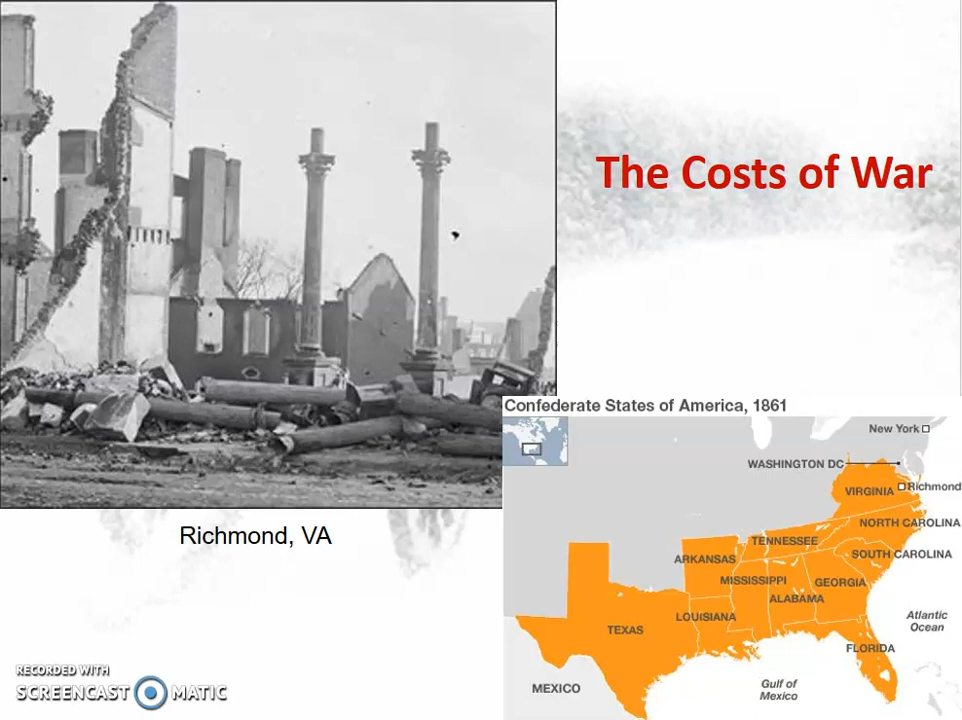 The Costs of War
Richmond, VA
Confederate States of America, 1861
New York
WASHINGTON DC
VIRGINIA
Richmond
NORTH CAROLINA
TENNESSEE
SOUTH CAROLINA
ARKANSAS
MISSISSIPPI
GEORGIA
ALABAMA
LOUISIANA
TEXAS
Atlantic
Ocean
FLORIDA
MEXICO
Gulf of
Mexico
RECORDED WITH
SCREENCAST MATIC